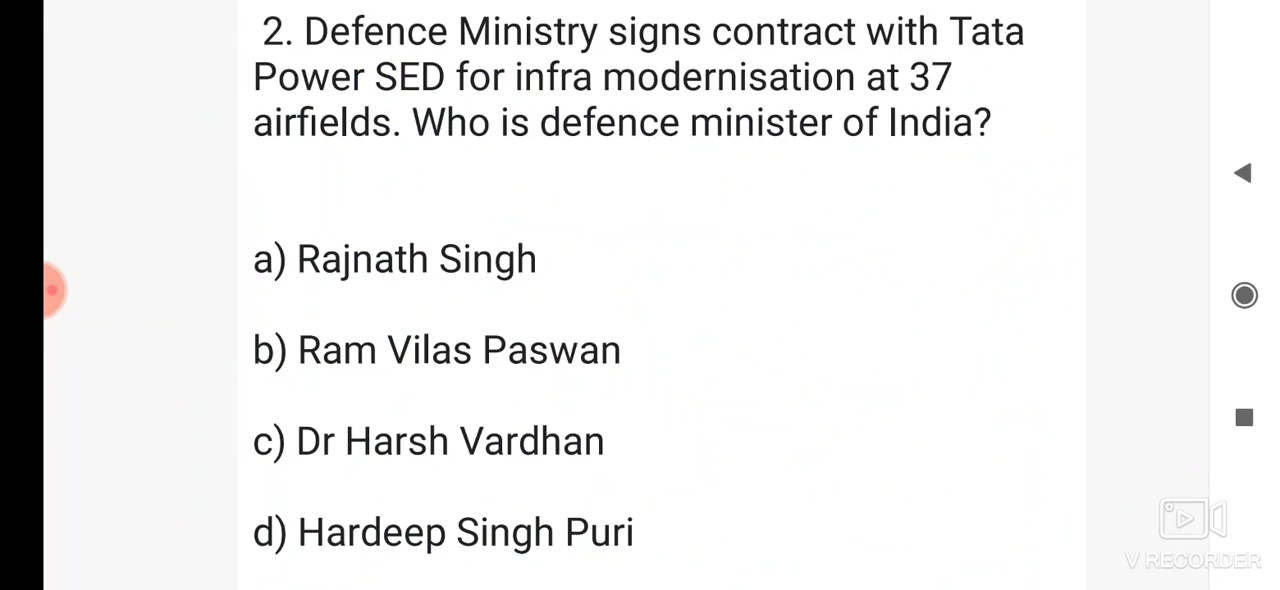 2. Defence Ministry signs contract with Tata
Power SED for infra modernisation at 37
airfields. Who is defence minister of India?
a) Rajnath Singh
b) Ram Vilas Paswan
c) Dr Harsh Vardhan
d) Hardeep Singh Puri
V RECORDER